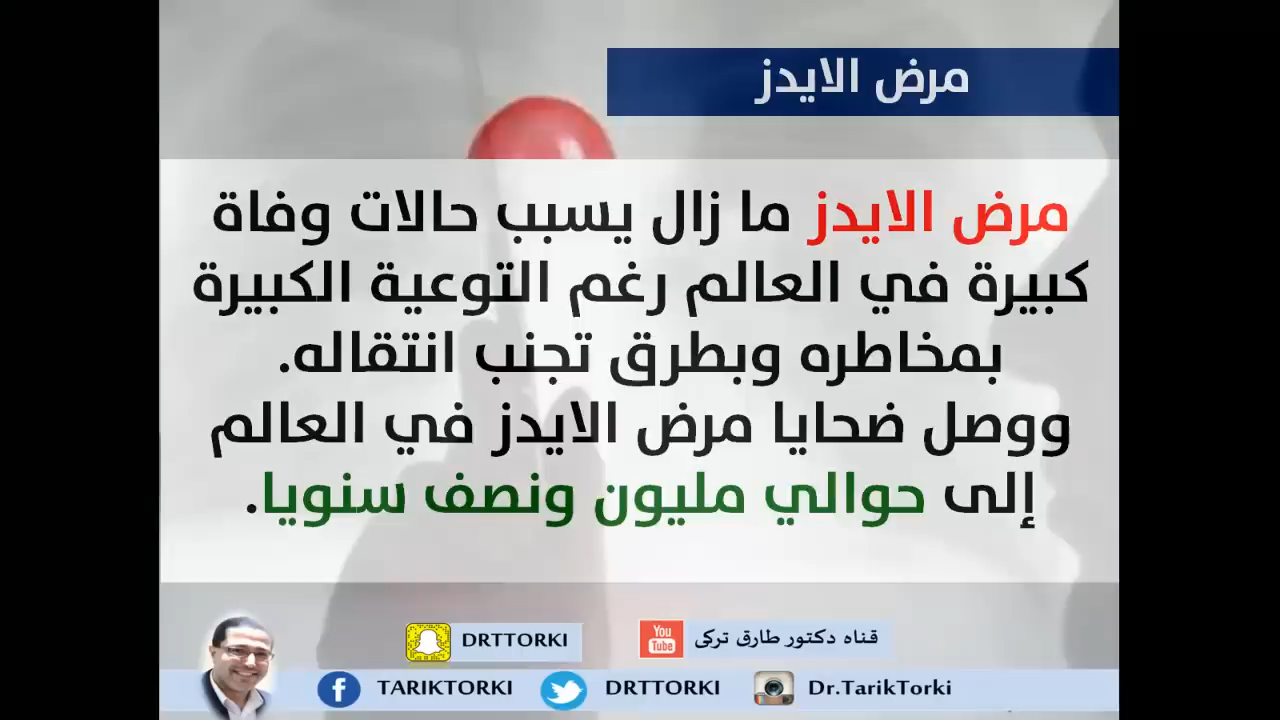 مرض الايدز
مرض الايدز ما زال يسبب حالات وفاة
كبيرة في العالم رغم التوعية الكبيرة
بمخاطره وبطرق تجنب انتقاله.
ووصل ضحايا مرض الايدز في العالم
إلى حوالي مليون ونصف سنويا.
DRTTORKI
You Tube قناه دكتور طارق تركى
TARIKTORKI DRTTORKI Dr.TarikTorki